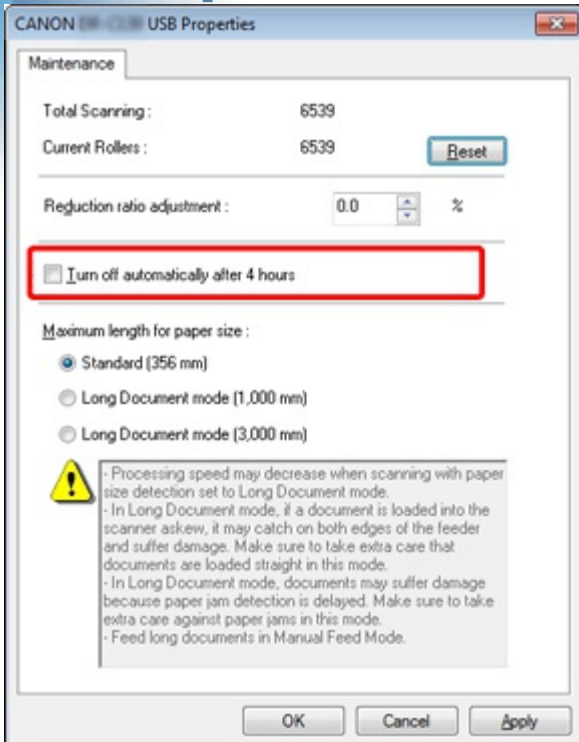 CANON USB Properties
Maintenance
Total Scanning : 6539
Current Rollers : 6539 Reset
Reduction ratio adjustment : 0.0 %
Turn off automatically after 4 hours
Maximum length for paper size :
Standard (356 mm)
Long Document mode (1,000 mm)
Long Document mode (3,000 mm)
- Processing speed may decrease when scanning with paper
size detection set to Long Document mode.
- In Long Document mode, if a document is loaded into the
scanner askew, it may catch on both edges of the feeder
and suffer damage. Make sure to take extra care that
documents are loaded straight in this mode.
- In Long Document mode, documents may suffer damage
because paper jam detection is delayed. Make sure to take
extra care against paper jams in this mode.
- Feed long documents in Manual Feed Mode.
OK Cancel Apply